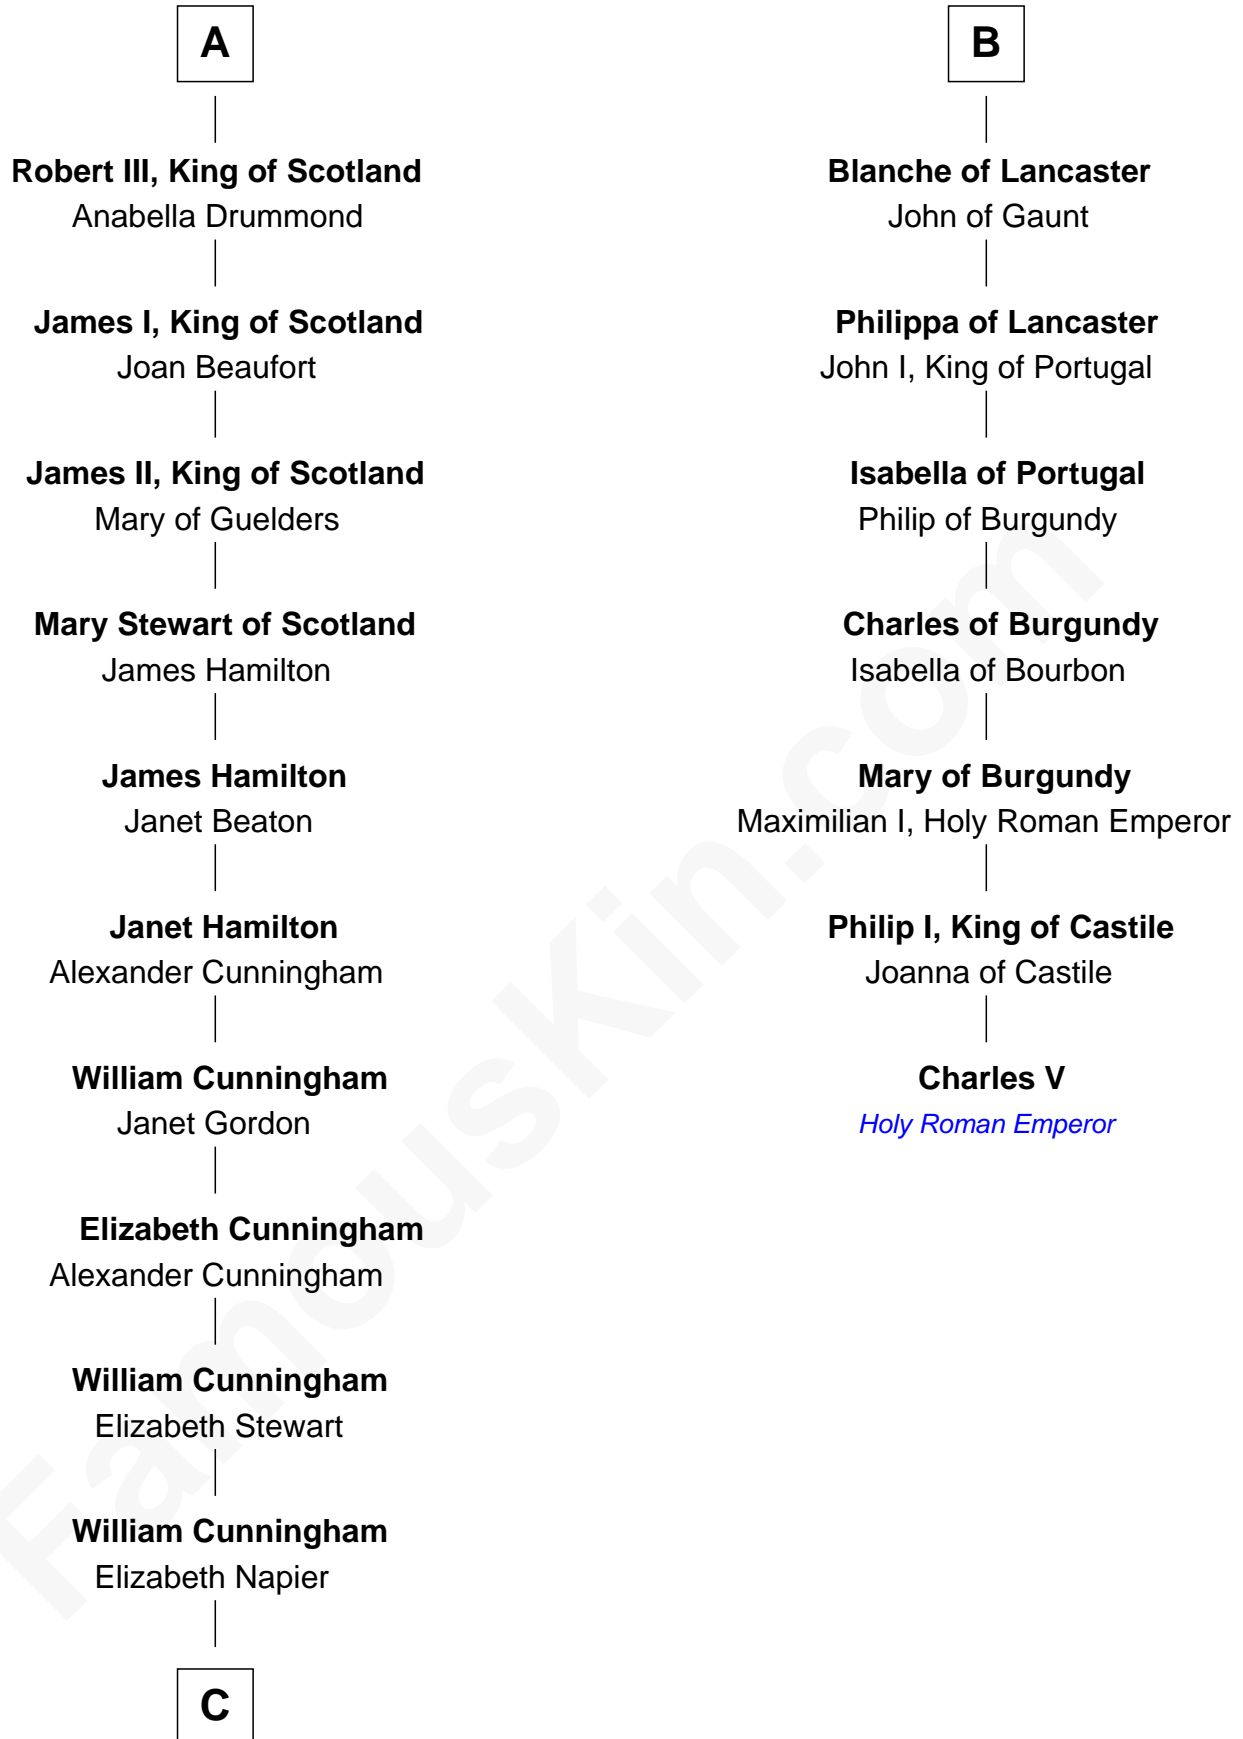 A
Robert III, King of Scotland
Anabella Drummond
James I, King of Scotland
Joan Beaufort
James II, King of Scotland
Mary of Guelders
Mary Stewart of Scotland
James Hamilton
James Hamilton
Janet Beaton
Janet Hamilton
Alexander Cunningham
William Cunningham
Janet Gordon
Elizabeth Cunningham
Alexander Cunningham
William Cunningham
Elizabeth Stewart
William Cunningham
Elizabeth Napier
C
B
Blanche of Lancaster
John of Gaunt
Philippa of Lancaster
John I, King of Portugal
Isabella of Portugal
Philip of Burgundy
Charles of Burgundy
Isabella of Bourbon
Mary of Burgundy
Maximilian I, Holy Roman Emperor
Philip I, King of Castile
Joanna of Castile
Charles V
Holy Roman Emperor
FamousKin.com